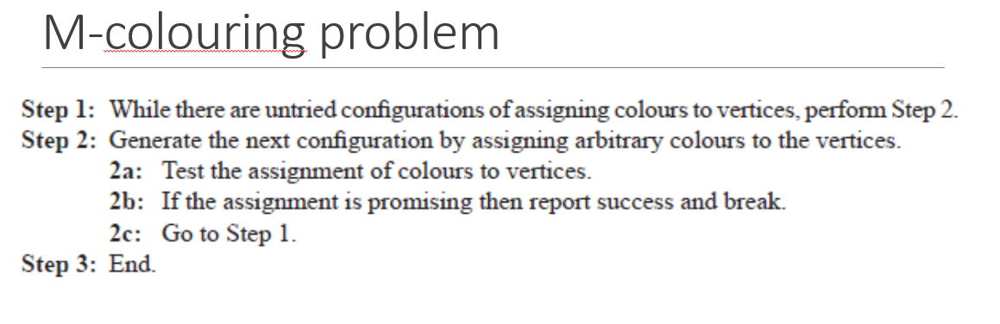 M-colouring problem
Step 1: While there are untried configurations of assigning colours to vertices, perform Step 2.
Step 2: Generate the next configuration by assigning arbitrary colours to the vertices.
2a: Test the assignment of colours to vertices.
2b: If the assignment is promising then report success and break.
2c: Go to Step 1.
Step 3: End.